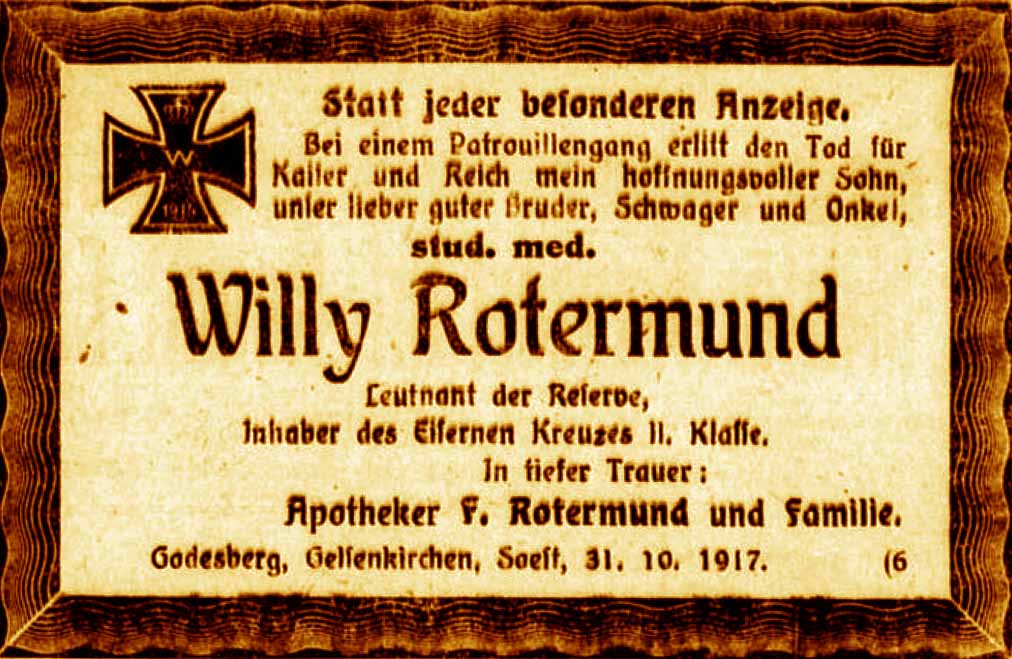 W
Statt jeder besonderen Anzeige.
Bei einem Patrouillengang erlitt den Tod für
Kaiser und Reich mein hoffnungsvoller Sohn,
unser lieber guter Bruder, Schwager und Onkel,
stud. med.
Willy Rotermund
Leutnant der Reserve,
Inhaber des Eisernen Kreuzes II. Klasse.
In tiefer Trauer:
Apotheker F. Rotermund und Familie.
Godesberg, Gelsenkirchen, Soest, 31. 10. 1917. (6